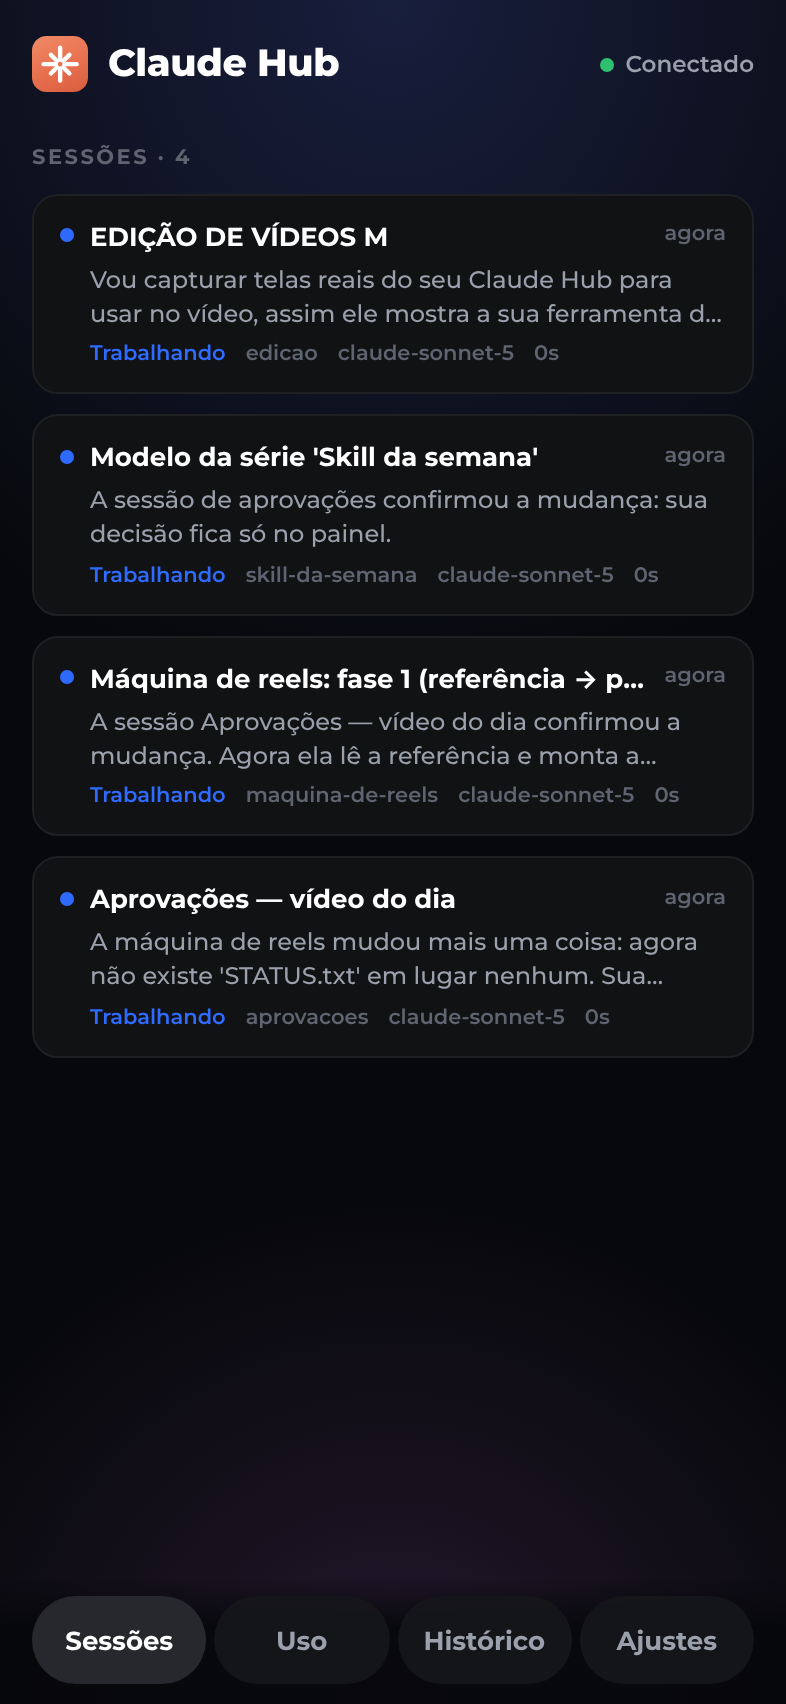 Claude Hub
Conectado
SESSÕES · 4
EDIÇÃO DE VÍDEOS M
agora
Vou capturar telas reais do seu Claude Hub para
usar no vídeo, assim ele mostra a sua ferramenta d...
Trabalhando edicao claude-sonnet-5 0s
Modelo da série 'Skill da semana'
agora
A sessão de aprovações confirmou a mudança: sua
decisão fica só no painel.
Trabalhando skill-da-semana claude-sonnet-5 0s
Máquina de reels: fase 1 (referência → p...
agora
A sessão Aprovações — vídeo do dia confirmou a
mudança. Agora ela lê a referência e monta a...
Trabalhando maquina-de-reels claude-sonnet-5 0s
Aprovações — vídeo do dia
agora
A máquina de reels mudou mais uma coisa: agora
não existe 'STATUS.txt' em lugar nenhum. Sua...
Trabalhando aprovacoes claude-sonnet-5 0s
Sessões
Uso
Histórico
Ajustes